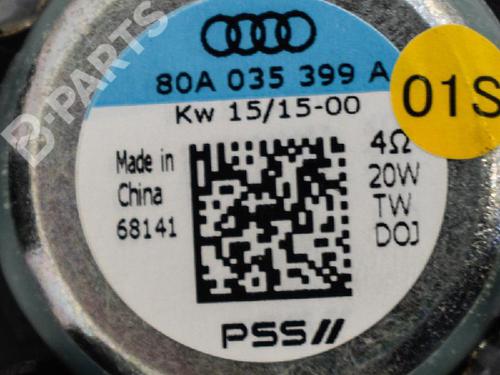 B-PARTS
80A 035 399 A
01S
Kw 15/15-00
Made in
China
68141
4Ω
20W
TW
DOJ
PSS//